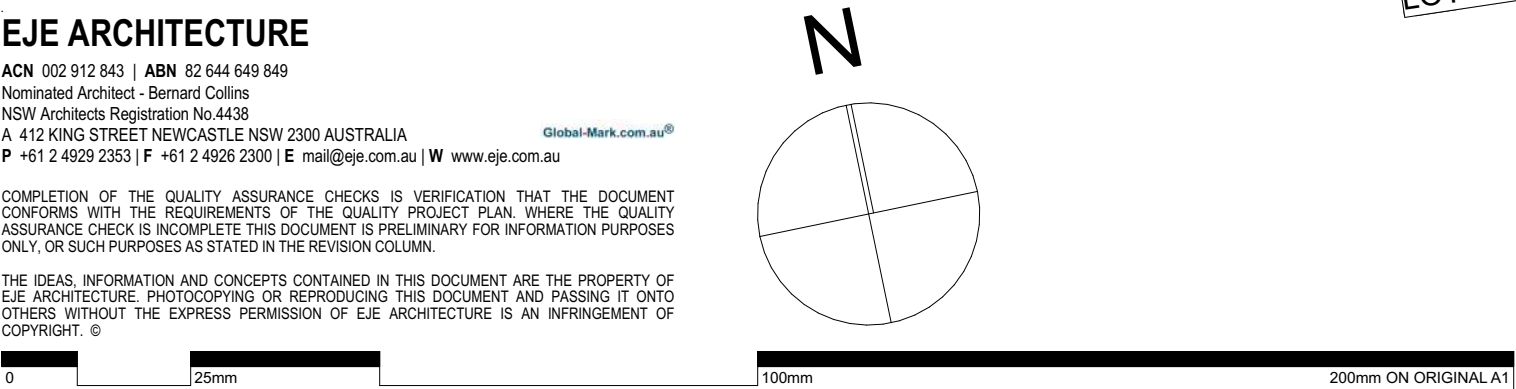 EJE ARCHITECTURE
ACN 002 912 843 | ABN 82 644 649 849
Nominated Architect - Bernard Collins
NSW Architects Registration No.4438
A 412 KING STREET NEWCASTLE NSW 2300 AUSTRALIA
Global-Mark.com.au®
P +61 2 4929 2353 | F +61 2 4926 2300 | E mail@eje.com.au | W www.eje.com.au
COMPLETION OF THE QUALITY ASSURANCE CHECKS IS VERIFICATION THAT THE DOCUMENT
CONFORMS WITH THE REQUIREMENTS OF THE QUALITY PROJECT PLAN. WHERE THE QUALITY
ASSURANCE CHECK IS INCOMPLETE THIS DOCUMENT IS PRELIMINARY FOR INFORMATION PURPOSES
ONLY, OR SUCH PURPOSES AS STATED IN THE REVISION COLUMN.
THE IDEAS, INFORMATION AND CONCEPTS CONTAINED IN THIS DOCUMENT ARE THE PROPERTY OF
EJE ARCHITECTURE. PHOTOCOPYING OR REPRODUCING THIS DOCUMENT AND PASSING IT ONTO
OTHERS WITHOUT THE EXPRESS PERMISSION OF EJE ARCHITECTURE IS AN INFRINGEMENT OF
COPYRIGHT. ©
N
0 25mm 100mm 200mm ON ORIGINAL A1